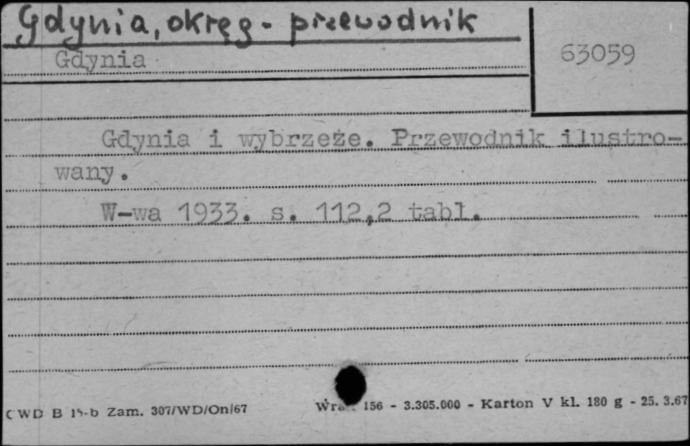 Gdynia, okręg - przewodnik
Gdynia
63059
Gdynia i wybrzeże. Przewodnik ilustro-
wany.
W-wa 1933. s. 112,2 tabl.
CWD B 15-b Zam. 307/WD/On/67
156 - 3.305.000 - Karton V kl. 180 g - 25. 3.67